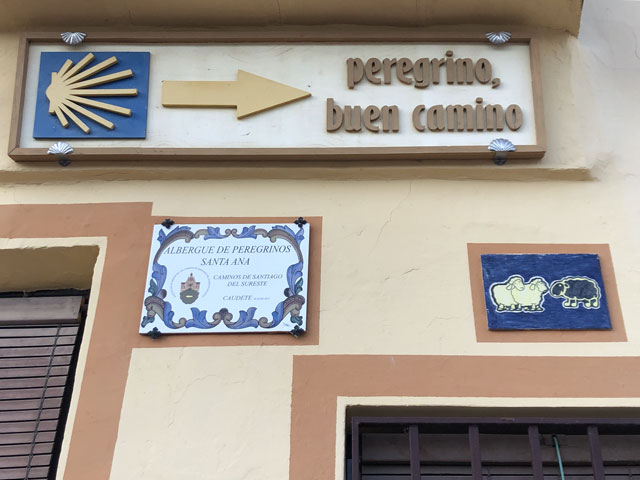 peregrino,
buen camino
ALBERGUE DE PEREGRINOS
SANTA ANA
CAMINOS DE SANTIAGO
DEL SURESTE
CAUDETE